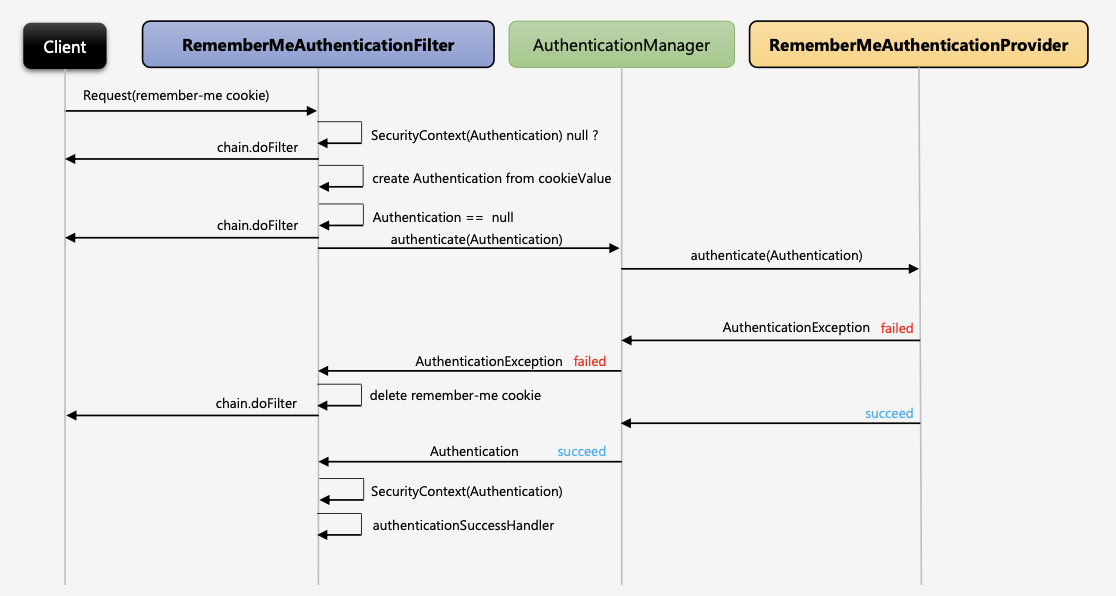 Client
RememberMeAuthenticationFilter
AuthenticationManager
RememberMeAuthenticationProvider
Request(remember-me cookie)
SecurityContext(Authentication) null ?
chain.doFilter
create Authentication from cookieValue
Authentication == null
chain.doFilter
authenticate(Authentication)
authenticate(Authentication)
AuthenticationException failed
AuthenticationException failed
delete remember-me cookie
chain.doFilter
succeed
Authentication succeed
SecurityContext(Authentication)
authenticationSuccessHandler